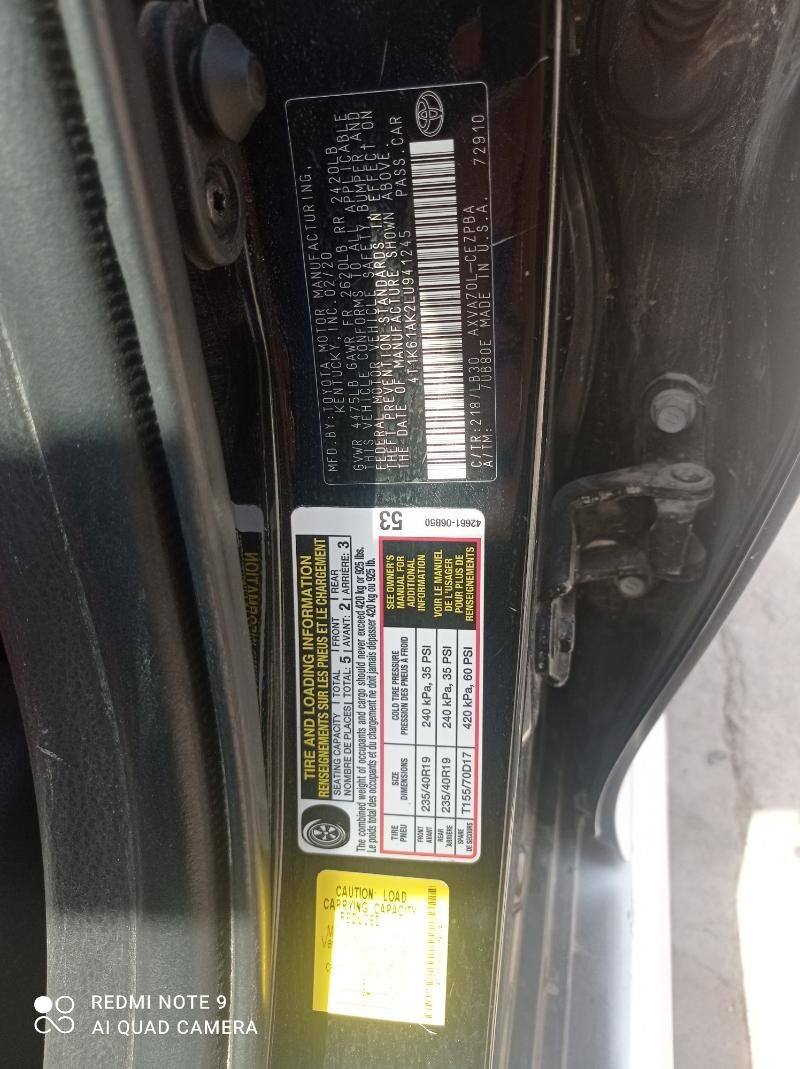 MFD.BY:TOYOTA MOTOR MANUFACTURING,
KENTUCKY, INC. 02/20
GVWR 4475LB GAWR FR 2620LB RR 2420LB
THIS VEHICLE CONFORMS TO ALL APPLICABLE
FEDERAL MOTOR VEHICLE SAFETY, BUMPER, AND
THEFT PREVENTION STANDARDS IN EFFECT ON
THE DATE OF MANUFACTURE SHOWN ABOVE.
4T1K61AK2LU941245 PASS.CAR
C/TR:218/LB30 AXVA70L-CEZPBA
A/TM: 70B80E MADE IN U.S.A. 72910
TIRE AND LOADING INFORMATION
RENSEIGNEMENTS SUR LES PNEUS ET LE CHARGEMENT
SEATING CAPACITY TOTAL FRONT REAR
NOMBRE DE PLACES TOTAL: 5 AVANT: 2 ARRIÈRE: 3
The combined weight of occupants and cargo should never exceed 420 kg or 925 lbs.
Le poids total des occupants et du chargement ne doit jamais dépasser 420 kg ou 925 lb.
53
42661-06B50
TIRE SIZE COLD TIRE PRESSURE
PNEU DIMENSIONS PRESSION DES PNEUS À FROID
FRONT AVANT 235/40R19 240 kPa, 35 PSI
REAR ARRIÈRE 235/40R19 240 kPa, 35 PSI
SPARE DE SECOURS T155/70D17 420 kPa, 60 PSI
SEE OWNER'S
MANUAL FOR
ADDITIONAL
INFORMATION
VOIR LE MANUEL
DE L'USAGER
POUR PLUS DE
RENSEIGNEMENTS
CAUTION: LOAD
CARRYING CAPACITY
REDUCED
REDMI NOTE 9
AI QUAD CAMERA